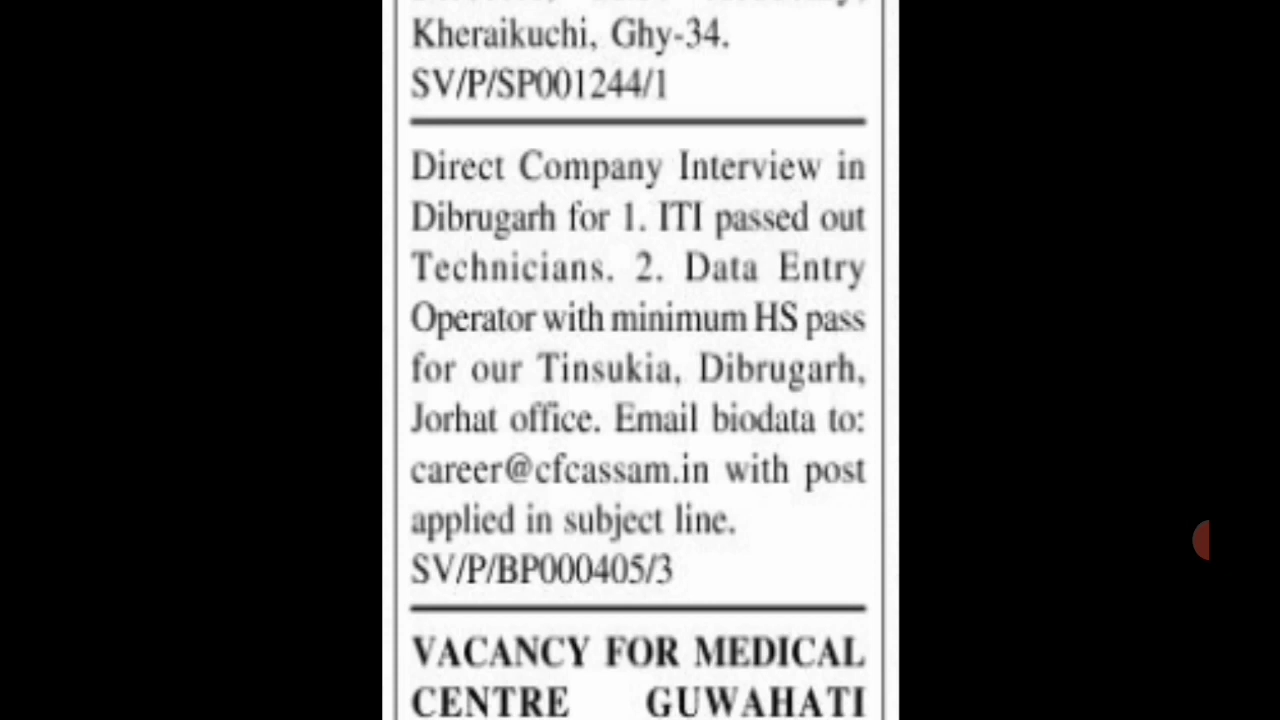 Kheraikuchi, Ghy-34.
SV/P/SP001244/1
Direct Company Interview in
Dibrugarh for 1. ITI passed out
Technicians. 2. Data Entry
Operator with minimum HS pass
for our Tinsukia, Dibrugarh,
Jorhat office. Email biodata to:
career@cfcassam.in with post
applied in subject line.
SV/P/BP000405/3
VACANCY FOR MEDICAL
CENTRE GUWAHATI